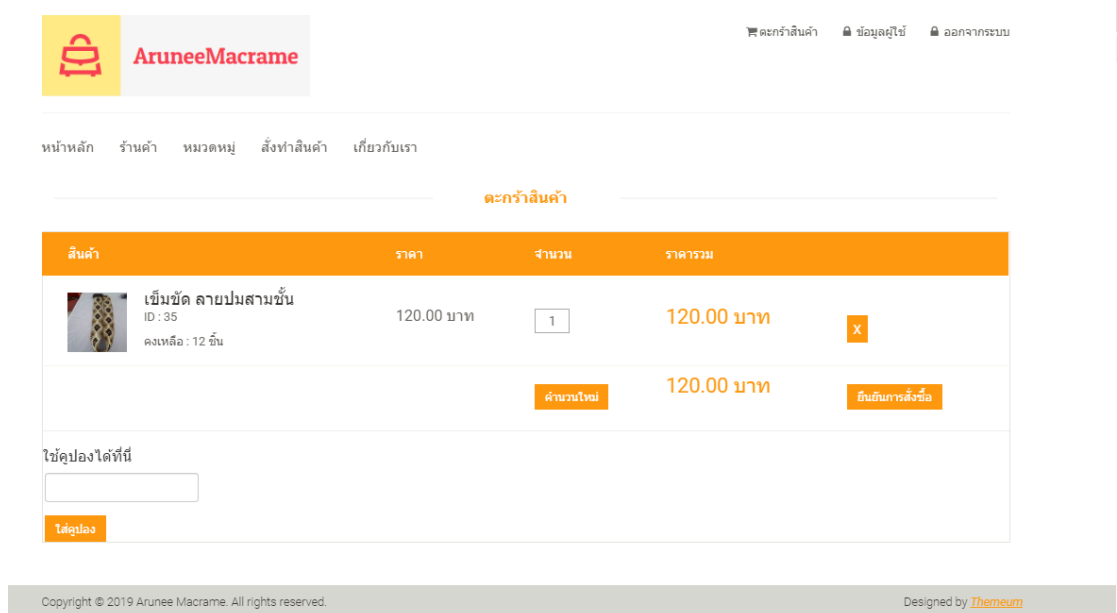 AruneeMacrame
ตะกร้าสินค้า ข้อมูลผู้ใช้ ออกจากระบบ
หน้าหลัก ร้านค้า หมวดหมู่ สั่งทำสินค้า เกี่ยวกับเรา
ตะกร้าสินค้า
สินค้า ราคา จำนวน ราคารวม
เข็มขัด ลายปมสามชั้น
ID : 35
คงเหลือ : 12 ชิ้น
120.00 บาท 1 120.00 บาท X
คำนวนใหม่ 120.00 บาท ยืนยันการสั่งซื้อ
ใช้คูปองได้ที่นี่
ใส่คูปอง
Copyright © 2019 Arunee Macrame. All rights reserved. Designed by Themeum